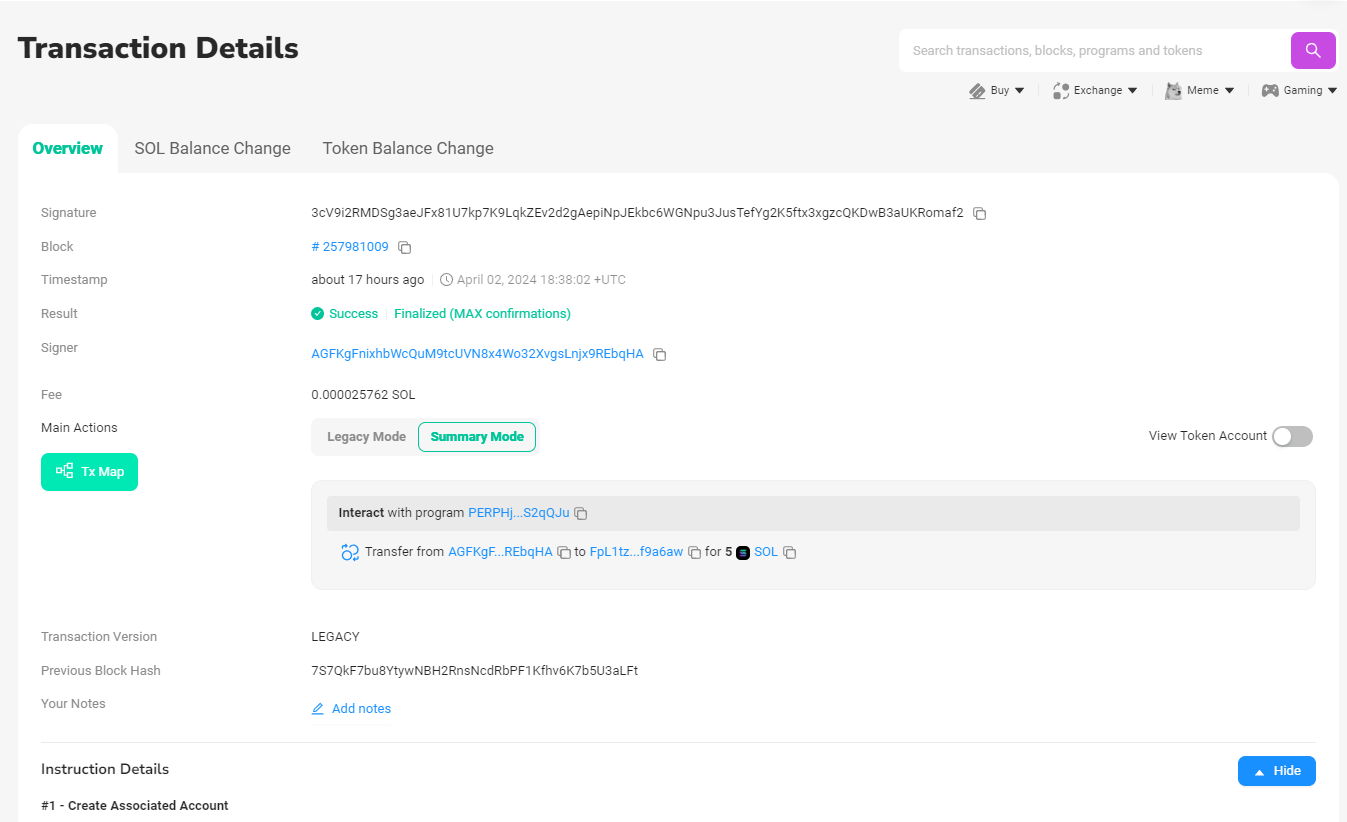 Transaction Details
Search transactions, blocks, programs and tokens
Buy Exchange Meme Gaming
Overview SOL Balance Change Token Balance Change
Signature 3cV9i2RMDSg3aeJFx81U7kp7K9LqkZEv2d2gAepiNpJEkbc6WGNpu3JusTefYg2K5ftx3xgzcQKDwB3aUKRomaf2
Block # 257981009
Timestamp about 17 hours ago April 02, 2024 18:38:02 +UTC
Result Success Finalized (MAX confirmations)
Signer AGFKgFnixhbWcQuM9tcUVN8x4Wo32XvgsLnjx9REbqHA
Fee 0.000025762 SOL
Main Actions Legacy Mode Summary Mode View Token Account
Tx Map
Interact with program PERPHj...S2qQJu
Transfer from AGFKgF...REbqHA to FpL1tz...f9a6aw for 5 SOL
Transaction Version LEGACY
Previous Block Hash 7S7QkF7bu8YtywNBH2RnsNcdRbPF1Kfhv6K7b5U3aLFt
Your Notes Add notes
Instruction Details Hide
#1 - Create Associated Account